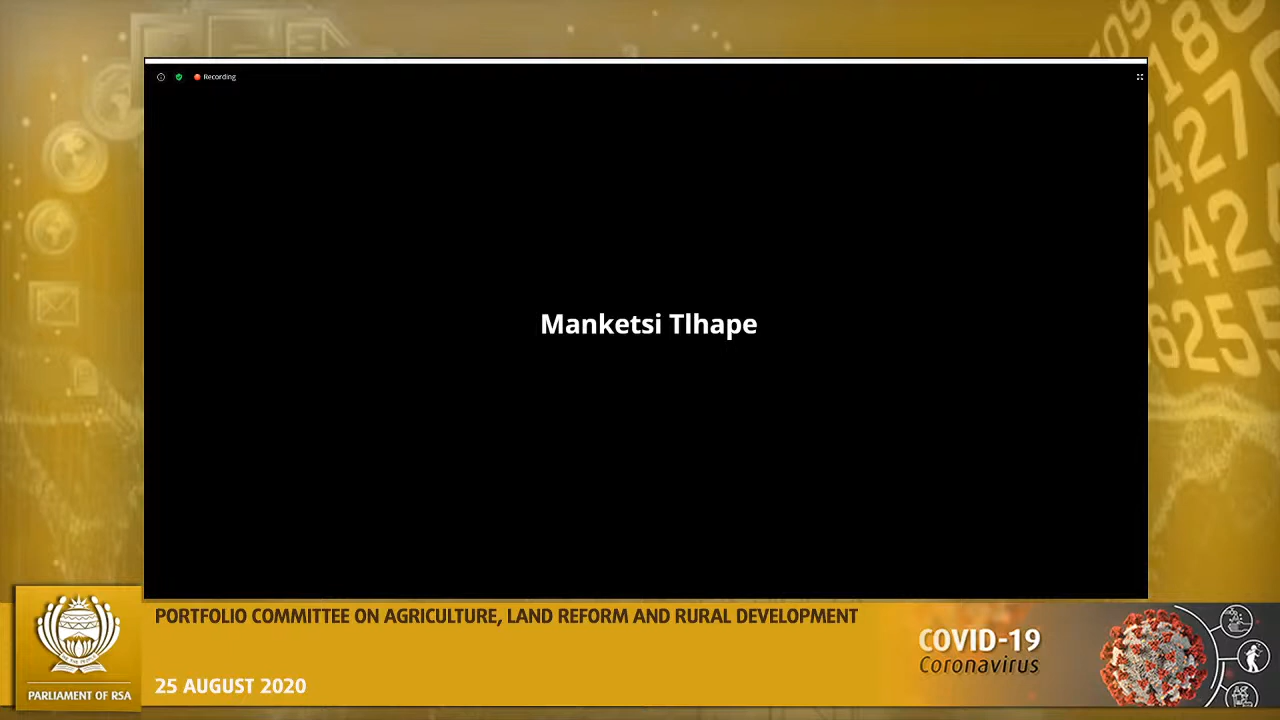 Recording
Manketsi Tlhape
PORTFOLIO COMMITTEE ON AGRICULTURE, LAND REFORM AND RURAL DEVELOPMENT
COVID-19
Coronavirus
PARLIAMENT OF RSA
25 AUGUST 2020